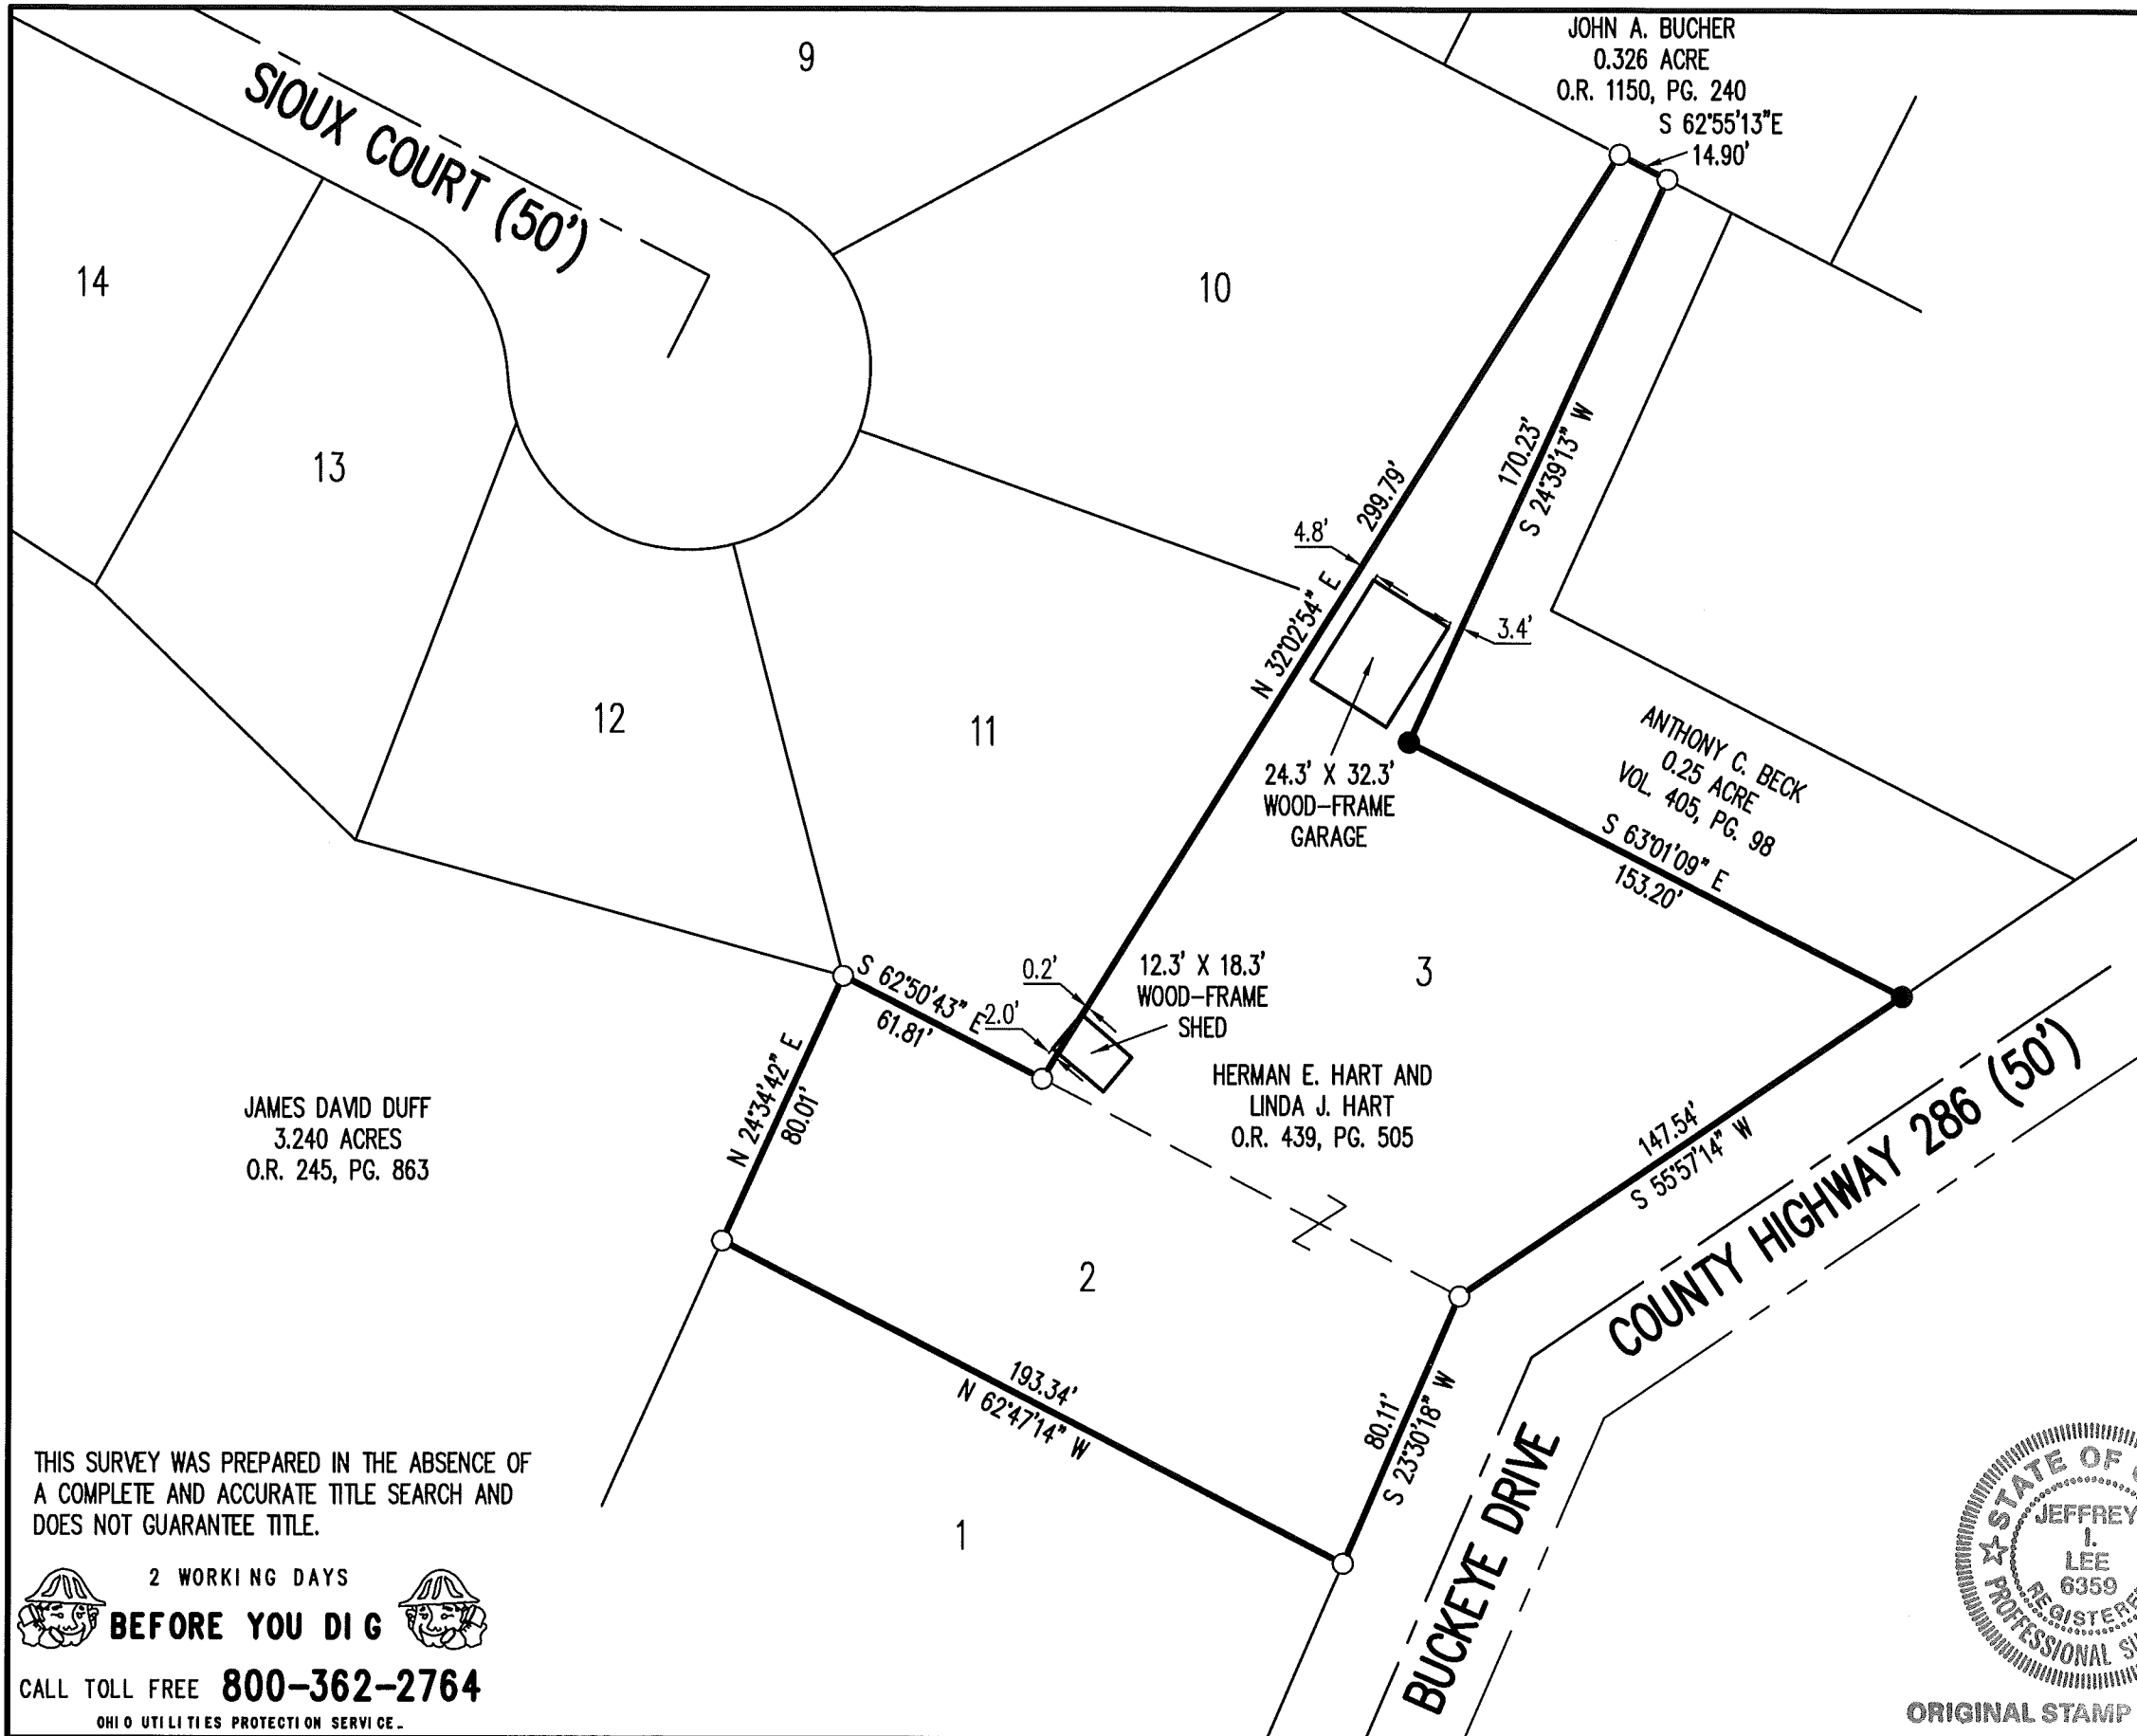 JOHN A. BUCHER
0.326 ACRE
O.R. 1150, PG. 240
S 62°55'13"E
14.90'
9
SIOUX COURT (50')
14
10
13
170.23'
S 24°39'13" W
299.79'
N 32°02'54" E
4.8'
3.4'
12
11
24.3' X 32.3'
WOOD-FRAME
GARAGE
ANTHONY C. BECK
0.25 ACRE
VOL. 405, PG. 98
S 63°01'09" E
153.20'
S 62°50'43" E
61.81'
0.2'
2.0'
12.3' X 18.3'
WOOD-FRAME
SHED
3
N 24°34'42" E
80.01'
HERMAN E. HART AND
LINDA J. HART
O.R. 439, PG. 505
JAMES DAVID DUFF
3.240 ACRES
O.R. 245, PG. 863
147.54'
S 55°57'14" W
COUNTY HIGHWAY 286 (50')
2
193.34'
N 62°47'14" W
80.11'
S 23°30'18" W
BUCKEYE DRIVE
1
THIS SURVEY WAS PREPARED IN THE ABSENCE OF
A COMPLETE AND ACCURATE TITLE SEARCH AND
DOES NOT GUARANTEE TITLE.
2 WORKING DAYS
BEFORE YOU DIG
CALL TOLL FREE 800-362-2764
OHIO UTILITIES PROTECTION SERVICE.
STATE OF
JEFFREY
I.
LEE
6359
REGISTERE
PROFESSIONAL SU
ORIGINAL STAMP